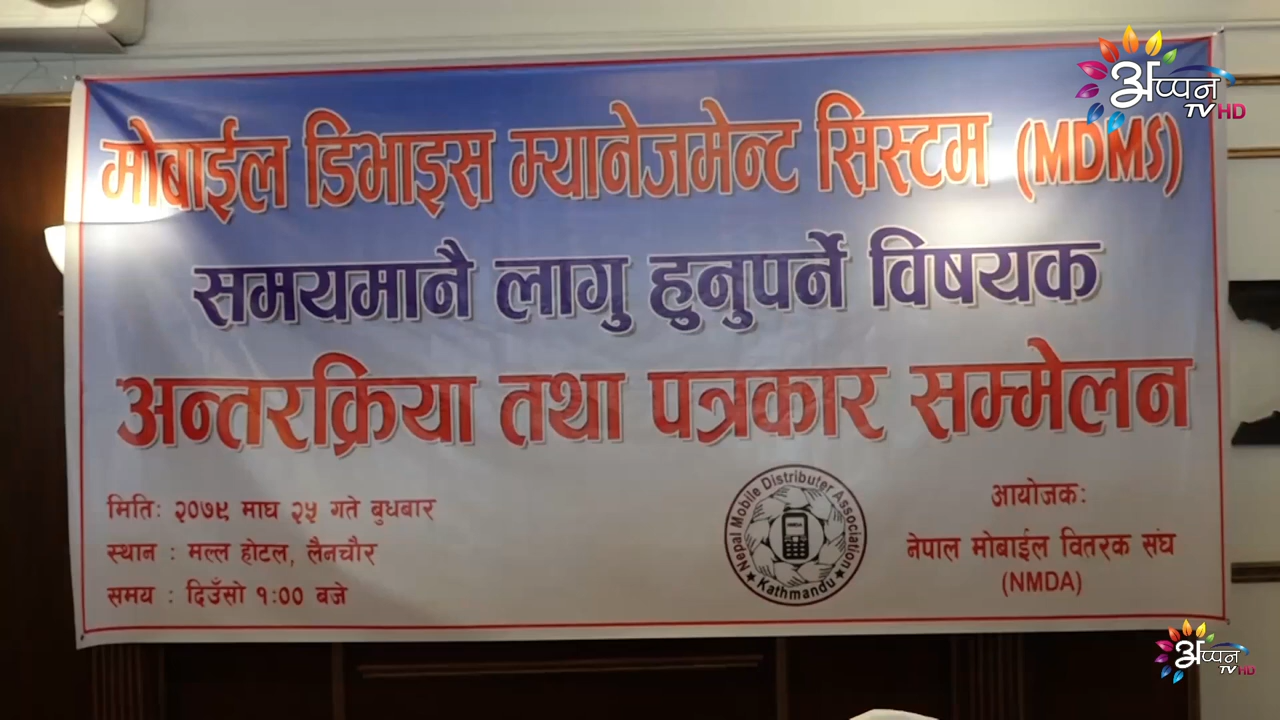 अप्पन
TV HD
मोबाईल डिभाइस म्यानेजमेन्ट सिस्टम (MDMS)
समयमानै लागु हुनुपर्ने विषयक
अन्तरक्रिया तथा पत्रकार सम्मेलन
मितिः २०७९ माघ २५ गते बुधबार
स्थान : मल्ल होटल, लैनचौर
समय : दिउँसो १:०० बजे
Nepal Mobile Distributer Association
★ Kathmandu ★
आयोजकः
नेपाल मोबाईल वितरक संघ
(NMDA)
अप्पन
TV HD